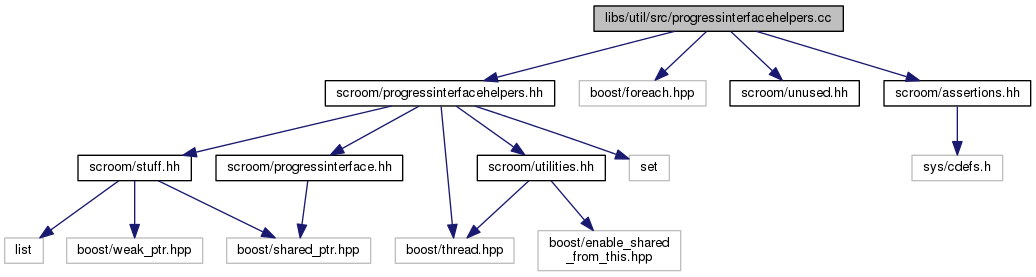 libs/util/src/progressinterfacehelpers.cc
scroom/progressinterfacehelpers.hh
boost/foreach.hpp
scroom/unused.hh
scroom/assertions.hh
scroom/stuff.hh
scroom/progressinterface.hh
scroom/utilities.hh
set
sys/cdefs.h
list
boost/weak_ptr.hpp
boost/shared_ptr.hpp
boost/thread.hpp
boost/enable_shared
_from_this.hpp